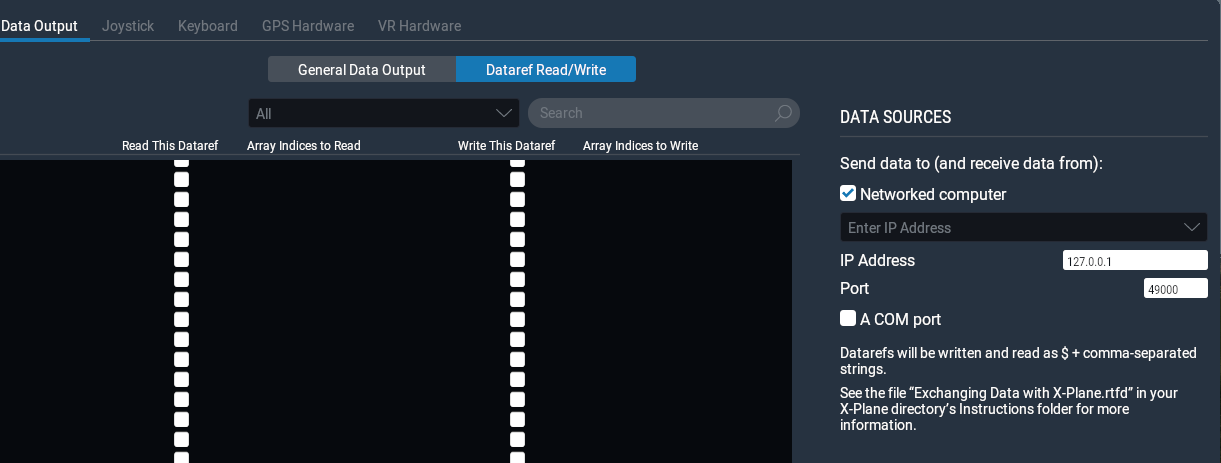 Data Output Joystick Keyboard GPS Hardware VR Hardware
General Data Output Dataref Read/Write
All Search
Read This Dataref Array Indices to Read Write This Dataref Array Indices to Write
DATA SOURCES
Send data to (and receive data from):
Networked computer
Enter IP Address
IP Address 127.0.0.1
Port 49000
A COM port
Datarefs will be written and read as $ + comma-separated
strings.
See the file “Exchanging Data with X-Plane.rtfd” in your
X-Plane directory’s Instructions folder for more
information.